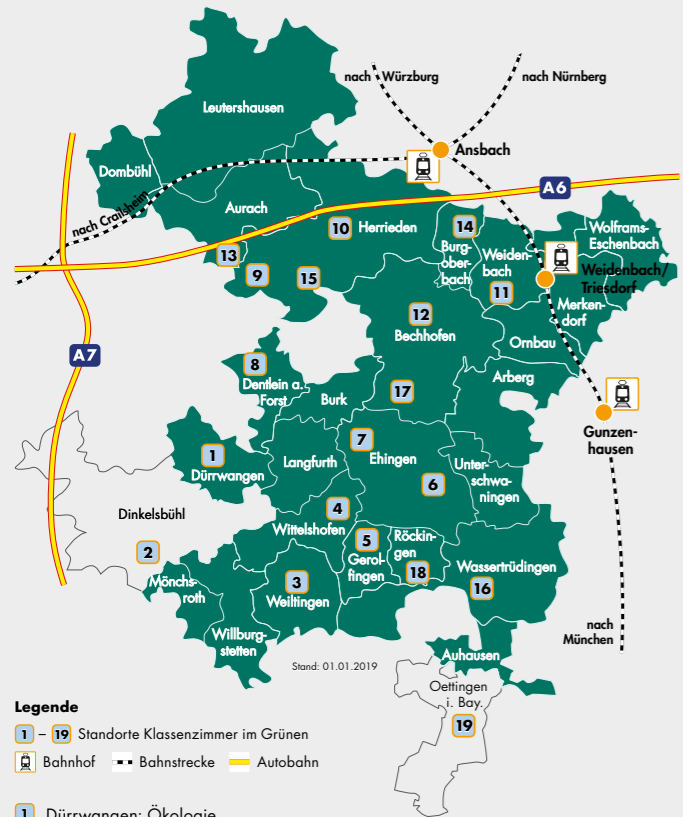 nach Würzburg
nach Nürnberg
Leutershausen
Ansbach
Dombühl
A6
nach Crailsheim
Aurach
10 Herrieden
14
Wolframs-
Eschenbach
13
Burg-
ober-
bach
Weiden-
bach
9
15
11
Weidenbach/
Triesdorf
12
Bechhofen
Merken-
dorf
Ornbau
A7
8
Dentlein a.
Forst
Arberg
Burk
17
Gunzen-
hausen
1
Dürrwangen
7
Ehingen
Langfurth
Unter-
schwa-
ningen
6
4
Dinkelsbühl
Wittelshofen
5
Gerol-
fingen
Röckin-
gen
18
2
Mönchs-
roth
3
Weiltingen
Wassertrüdingen
16
Willburg-
stetten
nach
München
Auhausen
Stand: 01.01.2019
Oettingen
i. Bay.
19
Legende
1 – 19 Standorte Klassenzimmer im Grünen
Bahnhof Bahnstrecke Autobahn
1 Dürrwangen: Ökologie